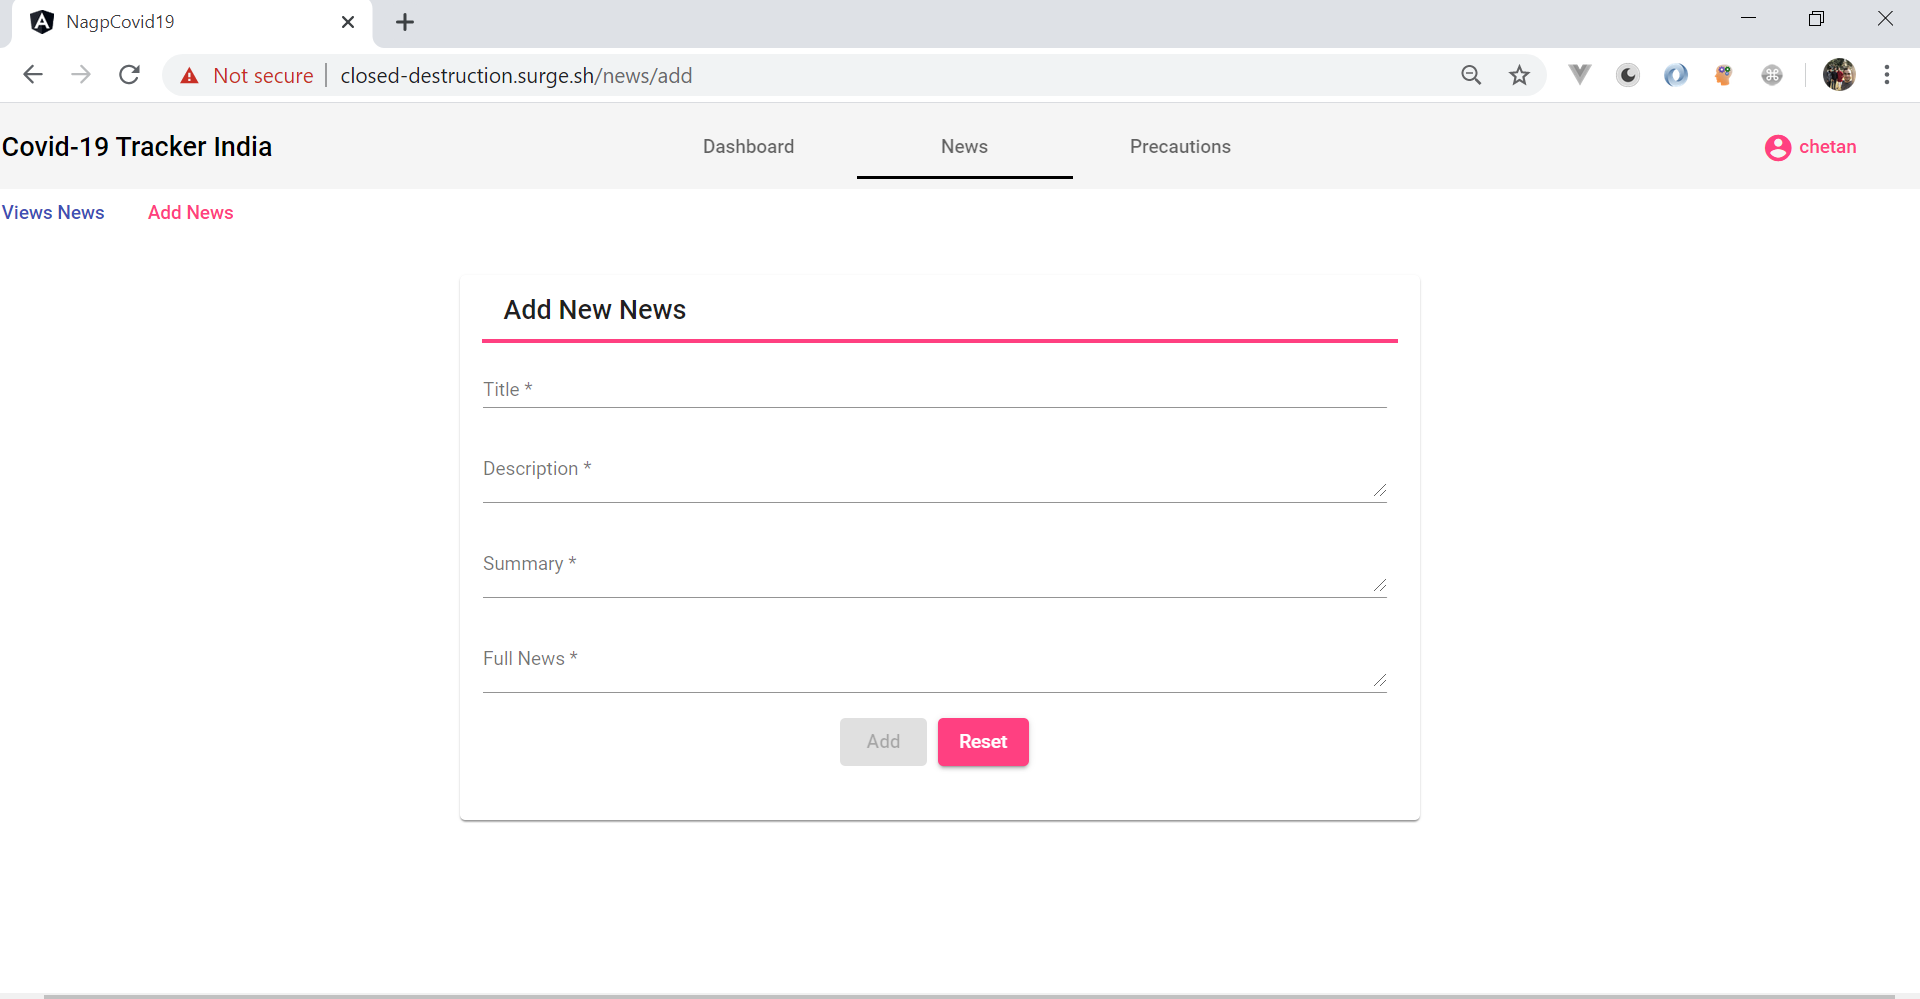 NagpCovid19
Not secure closed-destruction.surge.sh/news/add
Covid-19 Tracker India Dashboard News Precautions chetan
Views News Add News
Add New News
Title *
Description *
Summary *
Full News *
Add Reset